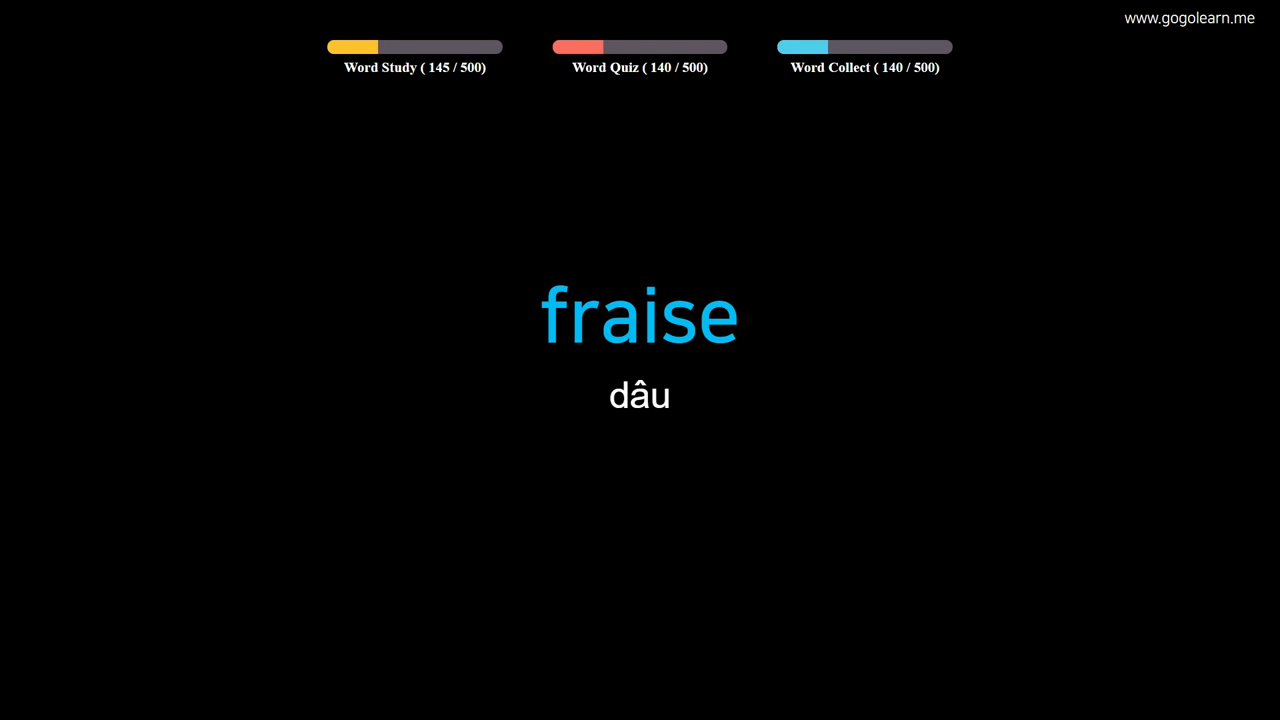 www.gogolearn.me
Word Study ( 145 / 500)
Word Quiz ( 140 / 500)
Word Collect ( 140 / 500)
fraise
dâu